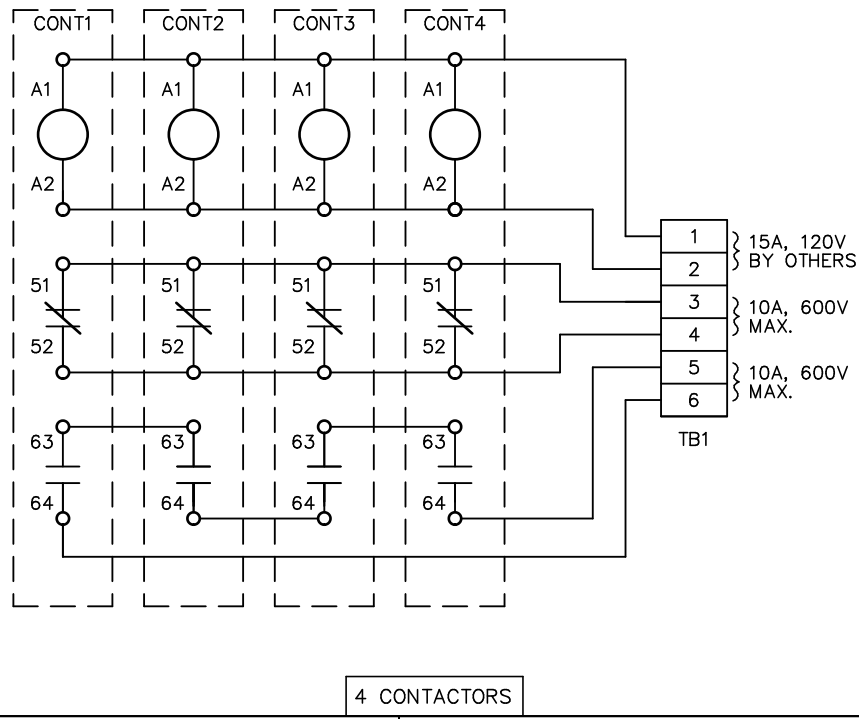 CONT1 CONT2 CONT3 CONT4
A1 A1 A1 A1
A2 A2 A2 A2
1
15A, 120V
BY OTHERS
2
51 51 51 51
3
10A, 600V
MAX.
52 52 52 52
4
5
10A, 600V
MAX.
6
TB1
63 63 63 63
64 64 64 64
4 CONTACTORS